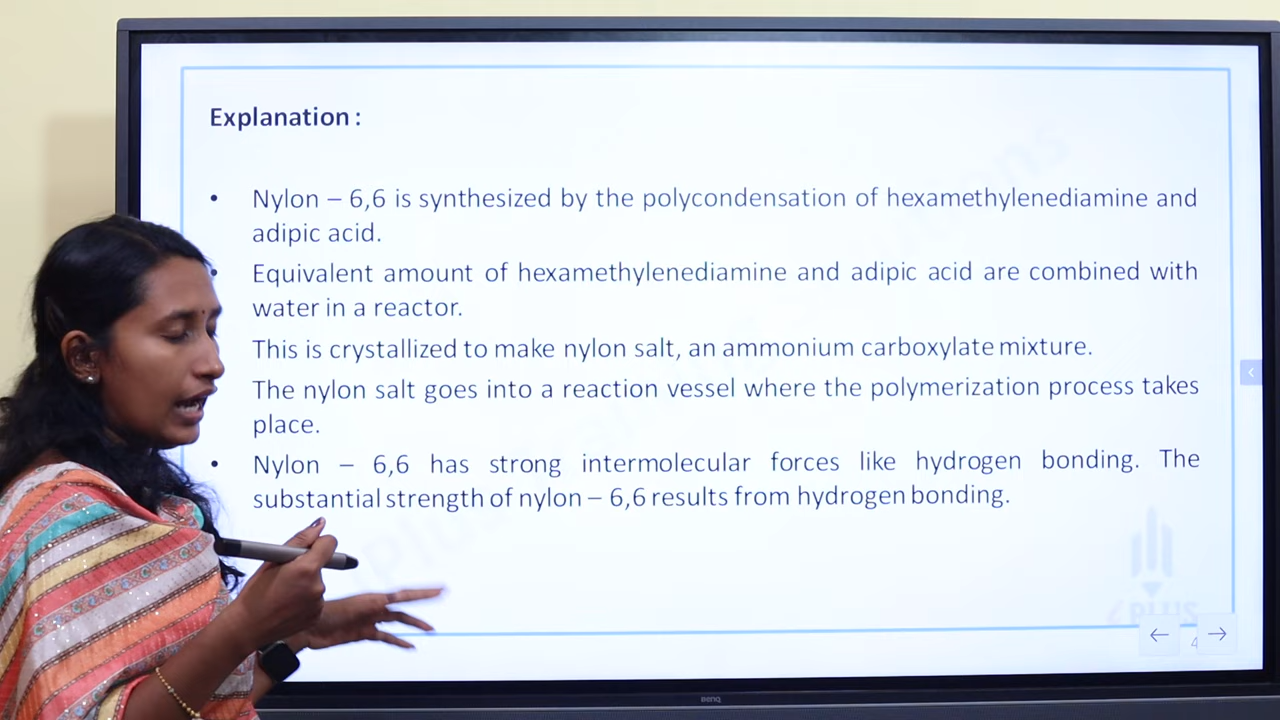 Explanation :
• Nylon – 6,6 is synthesized by the polycondensation of hexamethylenediamine and
adipic acid.
• Equivalent amount of hexamethylenediamine and adipic acid are combined with
water in a reactor.
This is crystallized to make nylon salt, an ammonium carboxylate mixture.
The nylon salt goes into a reaction vessel where the polymerization process takes
place.
• Nylon – 6,6 has strong intermolecular forces like hydrogen bonding. The
substantial strength of nylon – 6,6 results from hydrogen bonding.
4PLUS
BenQ